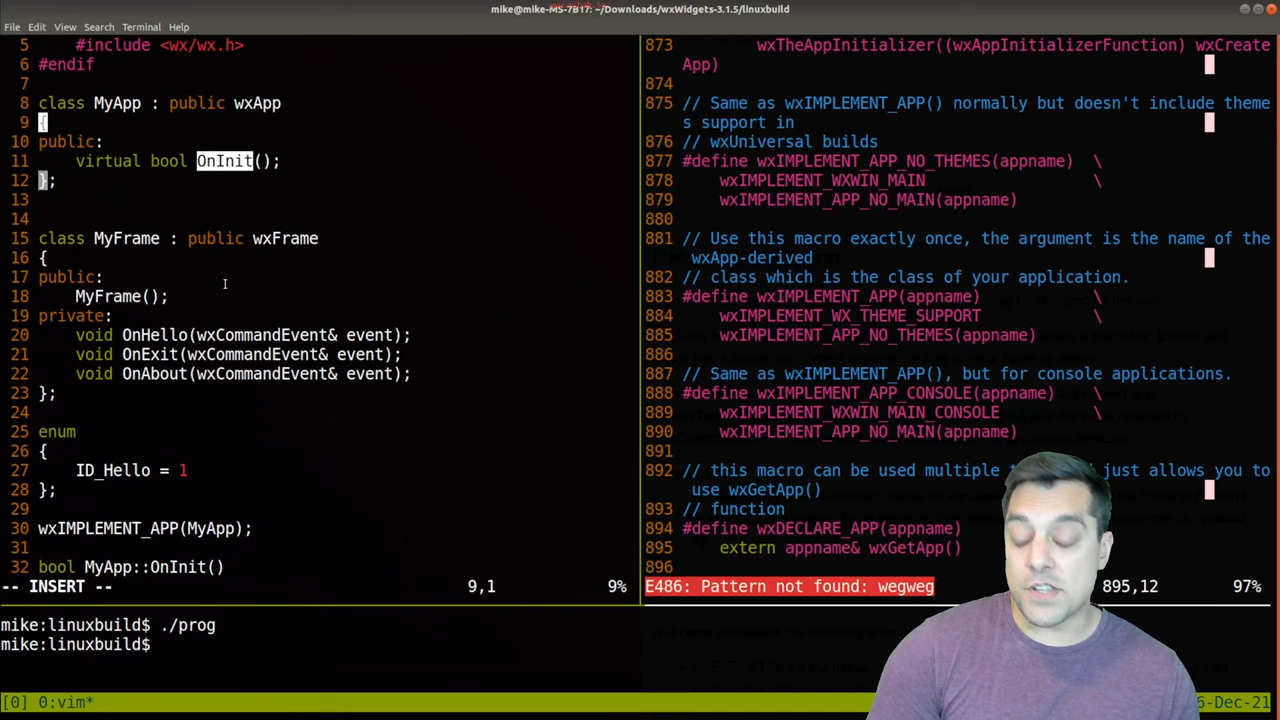 mike@mike-MS-7B17: ~/Downloads/wxWidgets-3.1.5/linuxbuild
File Edit View Search Terminal Help
5 #include <wx/wx.h>
6 #endif
7
8 class MyApp : public wxApp
9 {
10 public:
11 virtual bool OnInit();
12 };
13
14
15 class MyFrame : public wxFrame
16 {
17 public:
18 MyFrame();
19 private:
20 void OnHello(wxCommandEvent& event);
21 void OnExit(wxCommandEvent& event);
22 void OnAbout(wxCommandEvent& event);
23 };
24
25 enum
26 {
27 ID_Hello = 1
28 };
29
30 wxIMPLEMENT_APP(MyApp);
31
32 bool MyApp::OnInit()
-- INSERT -- 9,1 9%
873 wxTheAppInitializer((wxAppInitializerFunction) wxCreate
App)
874
875 // Same as wxIMPLEMENT_APP() normally but doesn't include theme
s support in
876 // wxUniversal builds
877 #define wxIMPLEMENT_APP_NO_THEMES(appname) \
878 wxIMPLEMENT_WXWIN_MAIN \
879 wxIMPLEMENT_APP_NO_MAIN(appname)
880
881 // Use this macro exactly once, the argument is the name of the
wxApp-derived
882 // class which is the class of your application.
883 #define wxIMPLEMENT_APP(appname) \
884 wxIMPLEMENT_WX_THEME_SUPPORT \
885 wxIMPLEMENT_APP_NO_THEMES(appname)
886
887 // Same as wxIMPLEMENT_APP(), but for console applications.
888 #define wxIMPLEMENT_APP_CONSOLE(appname) \
889 wxIMPLEMENT_WXWIN_MAIN_CONSOLE \
890 wxIMPLEMENT_APP_NO_MAIN(appname)
891
892 // this macro can be used multiple just allows you to
use wxGetApp()
893 // function
894 #define wxDECLARE_APP(appname)
895 extern appname& wxGetApp()
896
E486: Pattern not found: wegweg 895,12 97%
mike:linuxbuild$ ./prog
mike:linuxbuild$
[0] 0:vim* -Dec-21